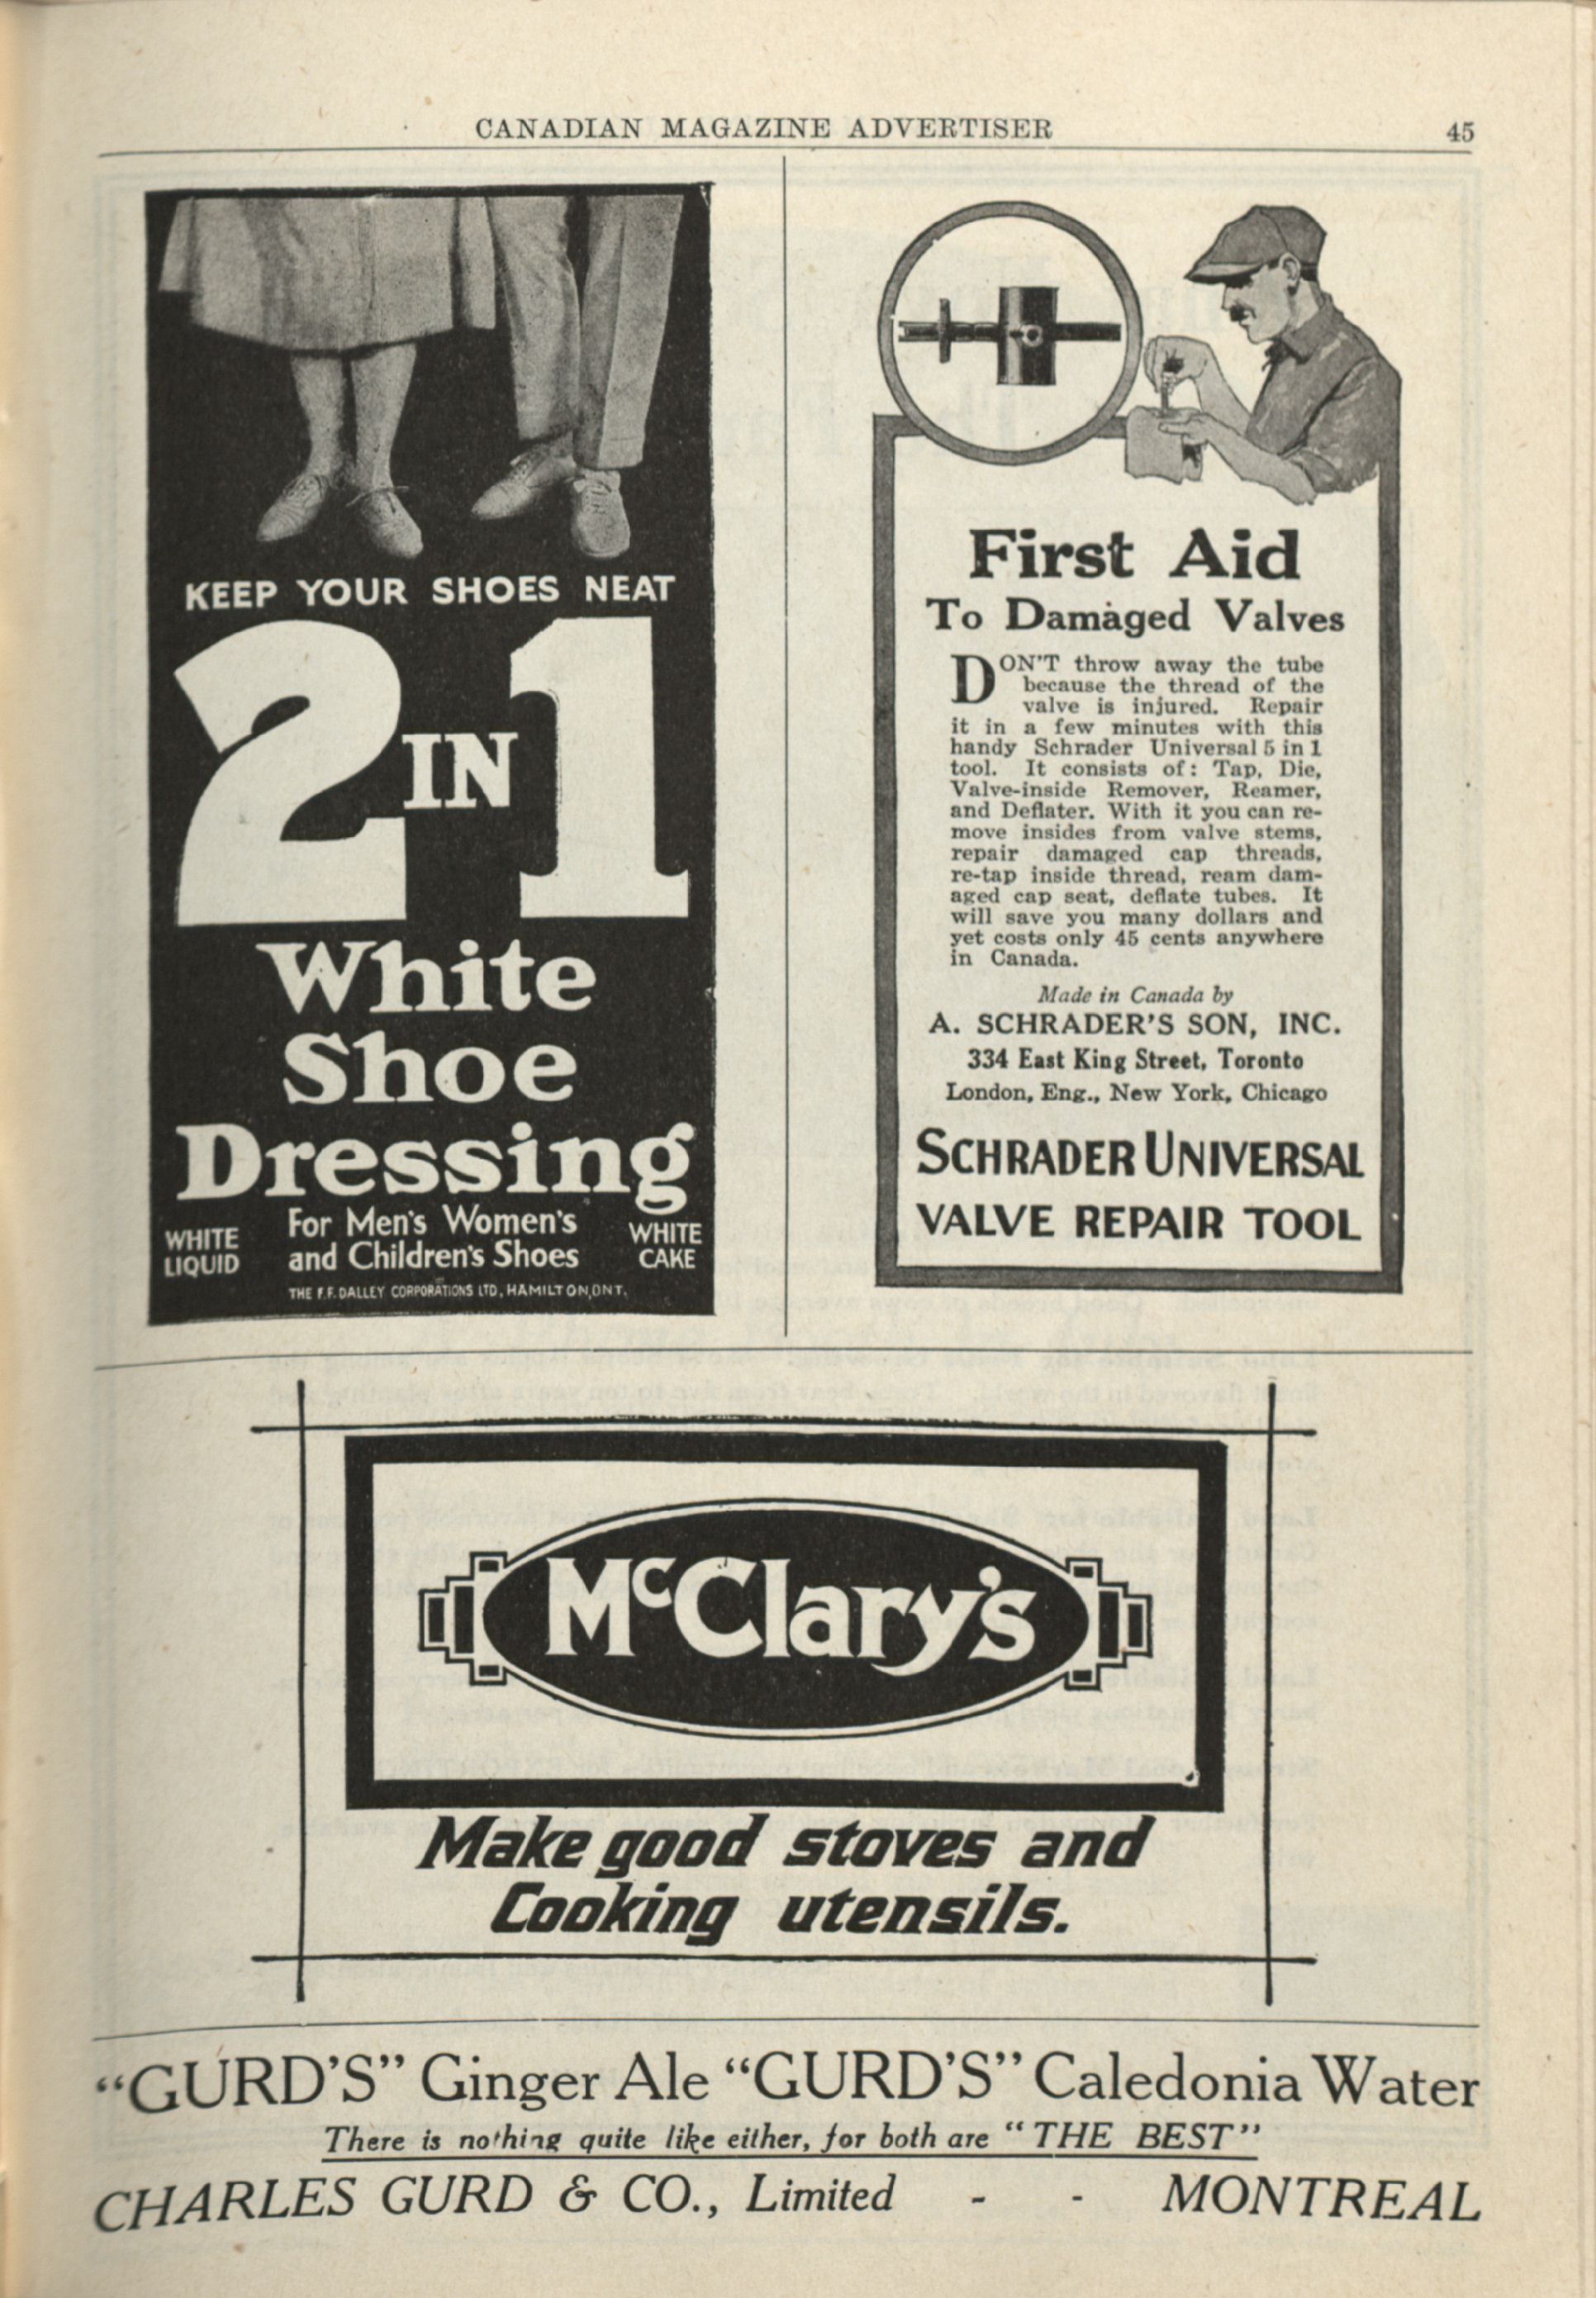 CANADIAN MAGAZINE ADVERTISER 45
KEEP YOUR SHOES NEAT
2 IN 1
White
Shoe
Dressing
WHITE
LIQUID
For Men's Women's
and Children's Shoes
WHITE
CAKE
THE F.F. DALLEY CORPORATIONS LTD, HAMILTON, ONT.
First Aid
To Damaged Valves
DON'T throw away the tube
because the thread of the
valve is injured. Repair
it in a few minutes with this
handy Schrader Universal 5 in 1
tool. It consists of: Tap, Die,
Valve-inside Remover, Reamer,
and Deflater. With it you can re-
move insides from valve stems,
repair damaged cap threads,
re-tap inside thread, ream dam-
aged cap seat, deflate tubes. It
will save you many dollars and
yet costs only 45 cents anywhere
in Canada.
Made in Canada by
A. SCHRADER'S SON, INC.
334 East King Street, Toronto
London, Eng., New York, Chicago
SCHRADER UNIVERSAL
VALVE REPAIR TOOL
McClary's
Make good stoves and
Cooking utensils.
"GURD'S" Ginger Ale "GURD'S" Caledonia Water
There is nothing quite like either, for both are "THE BEST"
CHARLES GURD & CO., Limited - - MONTREAL